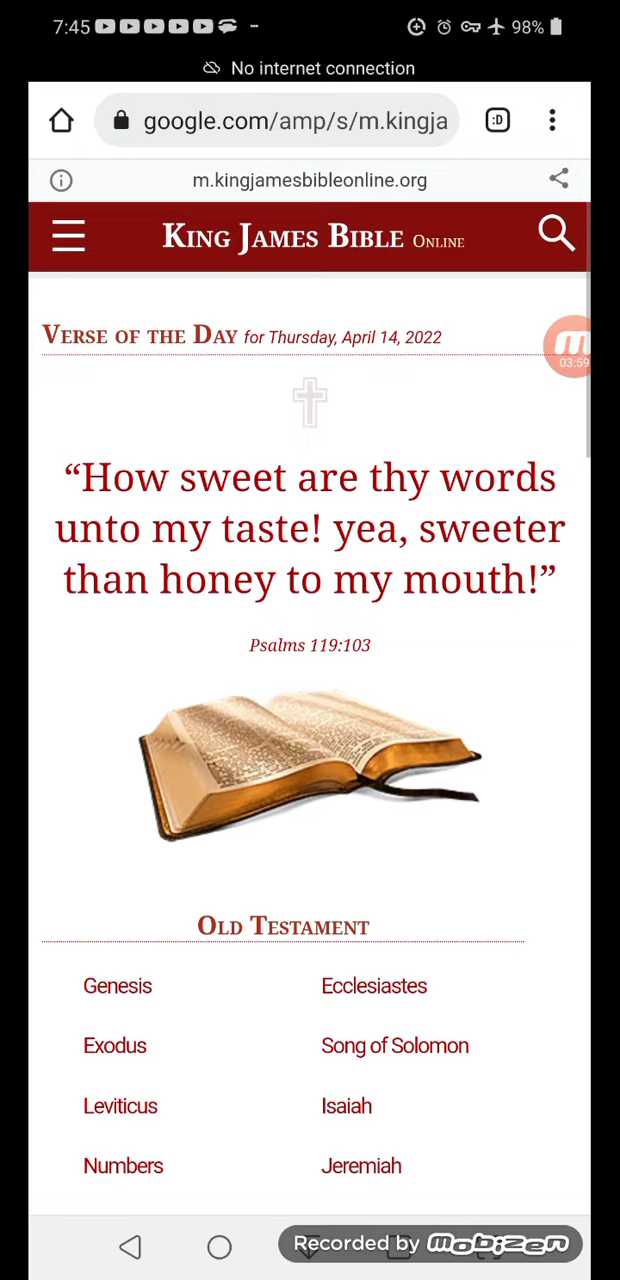 7:45 98%
No internet connection
google.com/amp/s/m.kingja :D
m.kingjamesbibleonline.org
KING JAMES BIBLE ONLINE
VERSE OF THE DAY for Thursday, April 14, 2022
03:59
“How sweet are thy words
unto my taste! yea, sweeter
than honey to my mouth!”
Psalms 119:103
OLD TESTAMENT
Genesis Ecclesiastes
Exodus Song of Solomon
Leviticus Isaiah
Numbers Jeremiah
Recorded by mobizen